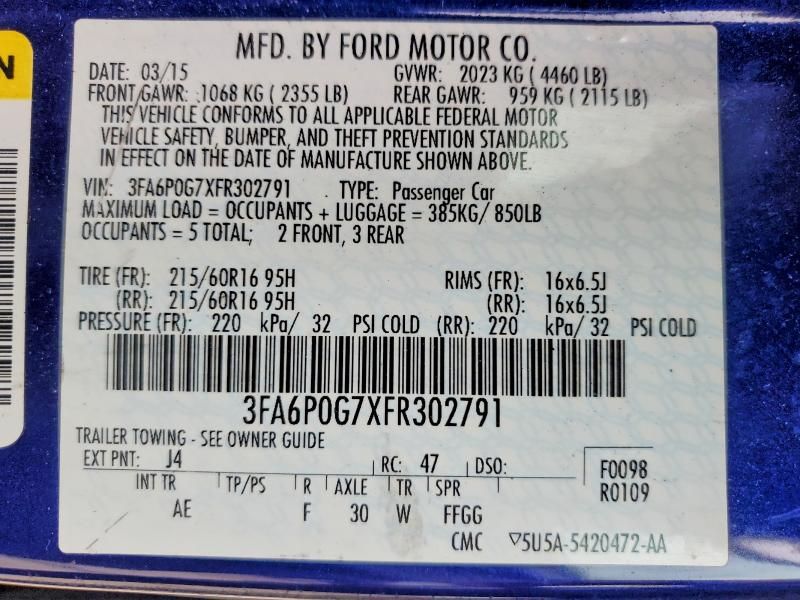 N
MFD. BY FORD MOTOR CO.
DATE: 03/15 GVWR: 2023 KG ( 4460 LB)
FRONT GAWR: 1068 KG ( 2355 LB) REAR GAWR: 959 KG ( 2115 LB)
THIS VEHICLE CONFORMS TO ALL APPLICABLE FEDERAL MOTOR
VEHICLE SAFETY, BUMPER, AND THEFT PREVENTION STANDARDS
IN EFFECT ON THE DATE OF MANUFACTURE SHOWN ABOVE.
VIN: 3FA6P0G7XFR302791 TYPE: Passenger Car
MAXIMUM LOAD = OCCUPANTS + LUGGAGE = 385KG/ 850LB
OCCUPANTS = 5 TOTAL; 2 FRONT, 3 REAR
TIRE (FR): 215/60R16 95H RIMS (FR): 16x6.5J
(RR): 215/60R16 95H (RR): 16x6.5J
PRESSURE (FR): 220 kPa/ 32 PSI COLD (RR): 220 kPa/ 32 PSI COLD
3FA6P0G7XFR302791
TRAILER TOWING - SEE OWNER GUIDE
EXT PNT: J4 RC: 47 DSO: F0098
INT TR TP/PS R AXLE TR SPR R0109
AE F 30 W FFGG
CMC ▽5U5A-5420472-AA